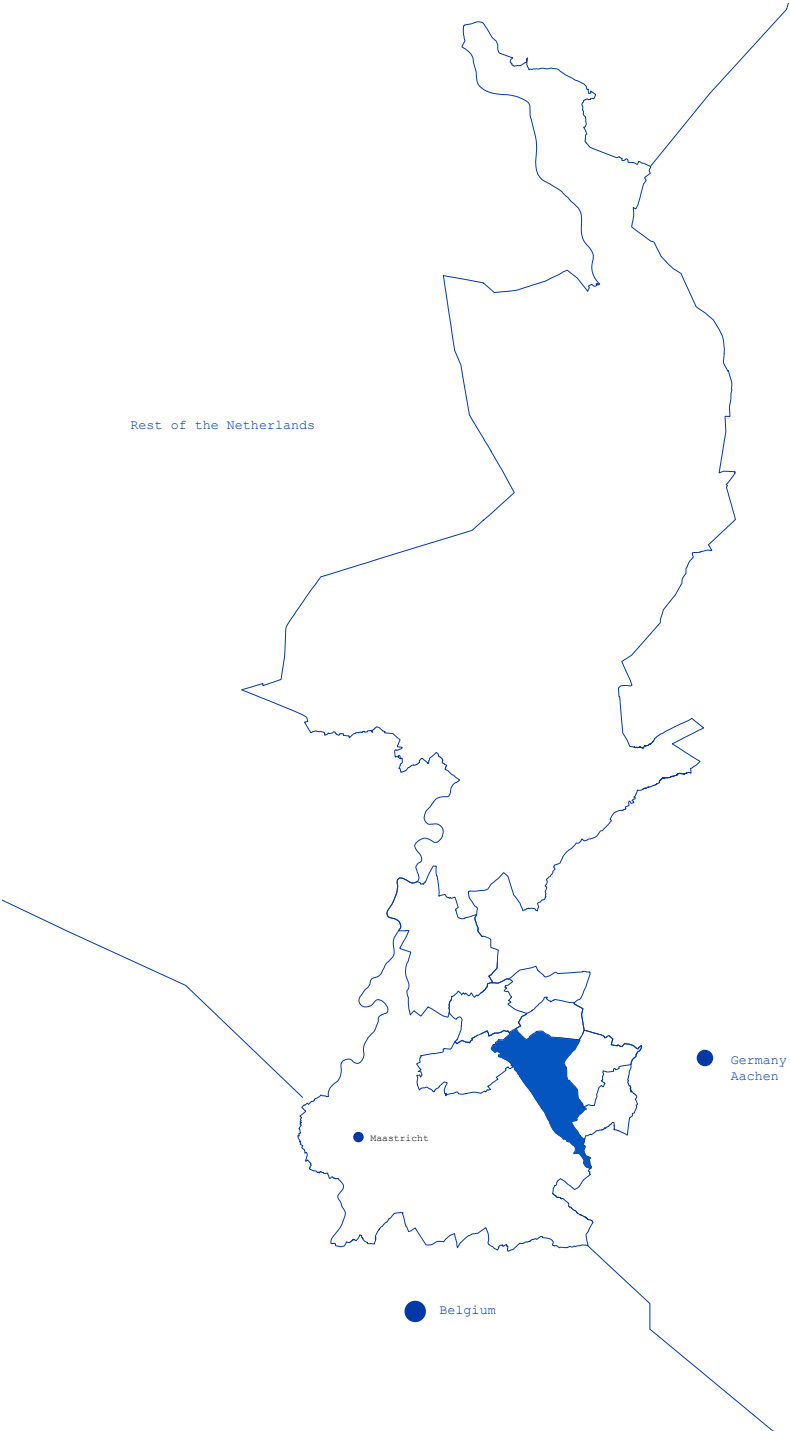 Rest of the Netherlands
Germany
Aachen
Maastricht
Belgium